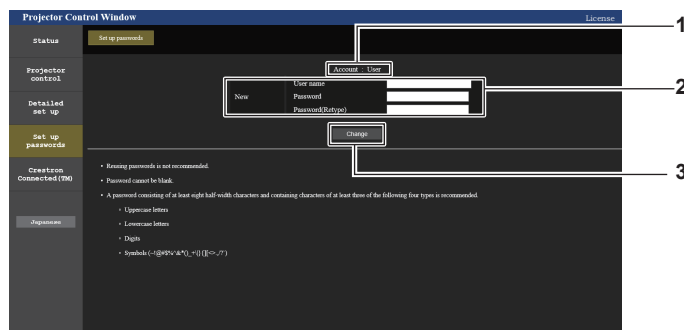 Projector Control Window
License
Status
Set up passwords
Projector
control
Account : User
New
User name
Password
Password(Retype)
Detailed
set up
Change
Set up
passwords
Crestron
Connected(TM)
Japanese
• Reusing passwords is not recommended.
• Password cannot be blank.
• A password consisting of at least eight half-width characters and containing characters of at least three of the following four types is recommended.
• Uppercase letters
• Lowercase letters
• Digits
1
2
3